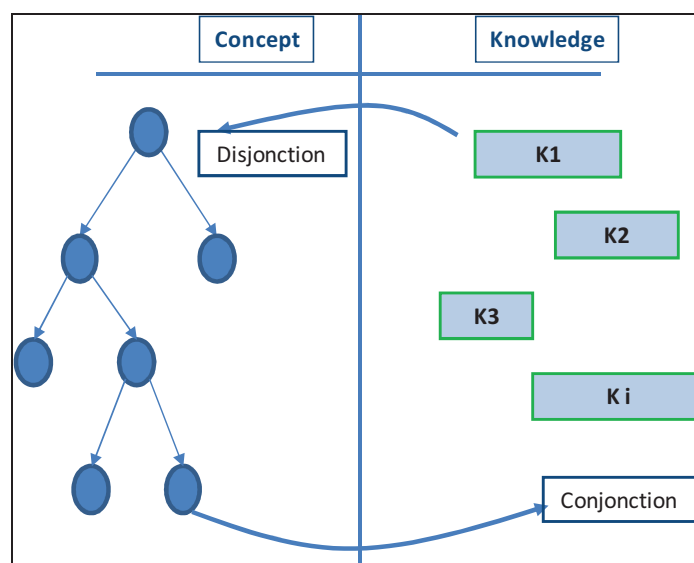 Concept
Knowledge
Disjonction
K1
K2
K3
K i
Conjonction